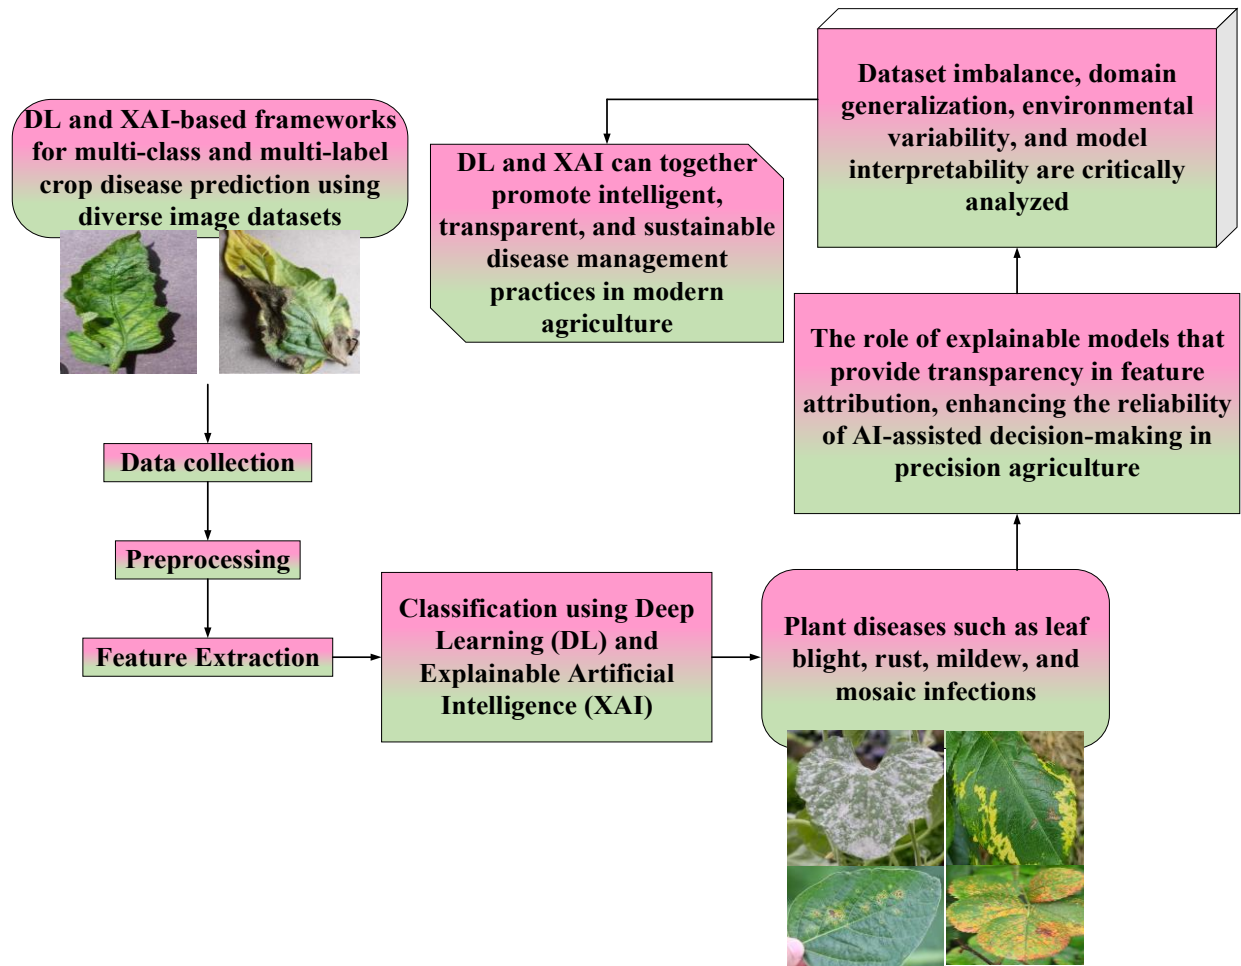 DL and XAI-based frameworks
for multi-class and multi-label
crop disease prediction using
diverse image datasets
Data collection
Preprocessing
Feature Extraction
Classification using Deep
Learning (DL) and
Explainable Artificial
Intelligence (XAI)
Plant diseases such as leaf
blight, rust, mildew, and
mosaic infections
The role of explainable models that
provide transparency in feature
attribution, enhancing the reliability
of AI-assisted decision-making in
precision agriculture
Dataset imbalance, domain
generalization, environmental
variability, and model
interpretability are critically
analyzed
DL and XAI can together
promote intelligent,
transparent, and sustainable
disease management
practices in modern
agriculture